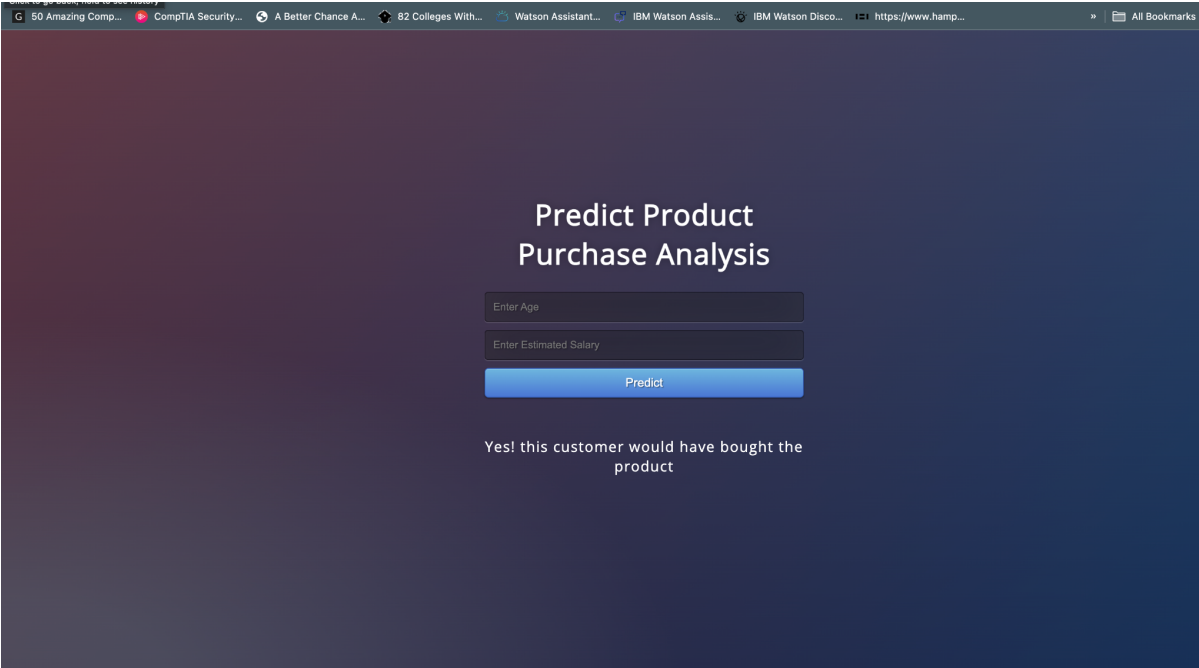 Click to go back, hold to see history
G 50 Amazing Comp... CompTIA Security... A Better Chance A... 82 Colleges With... Watson Assistant... IBM Watson Assis... IBM Watson Disco... https://www.hamp... » All Bookmarks
Predict Product
Purchase Analysis
Enter Age
Enter Estimated Salary
Predict
Yes! this customer would have bought the
product